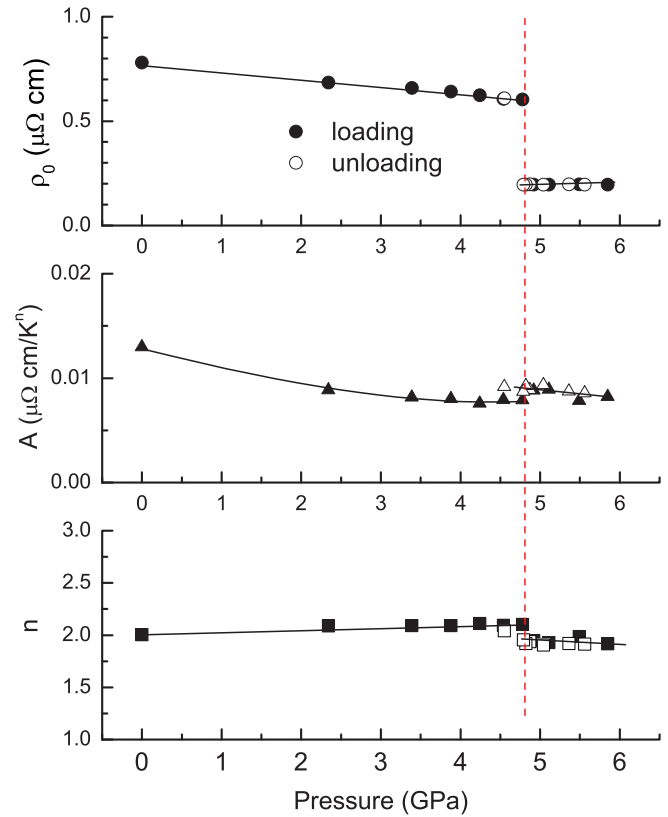 1.0
0.5
0.0
ρ₀ (μΩ cm)
loading
unloading
0 1 2 3 4 5 6
0.02
0.01
0.00
A (μΩ cm/Kⁿ)
0 1 2 3 4 5 6
3.0
2.5
2.0
1.5
1.0
n
0 1 2 3 4 5 6
Pressure (GPa)